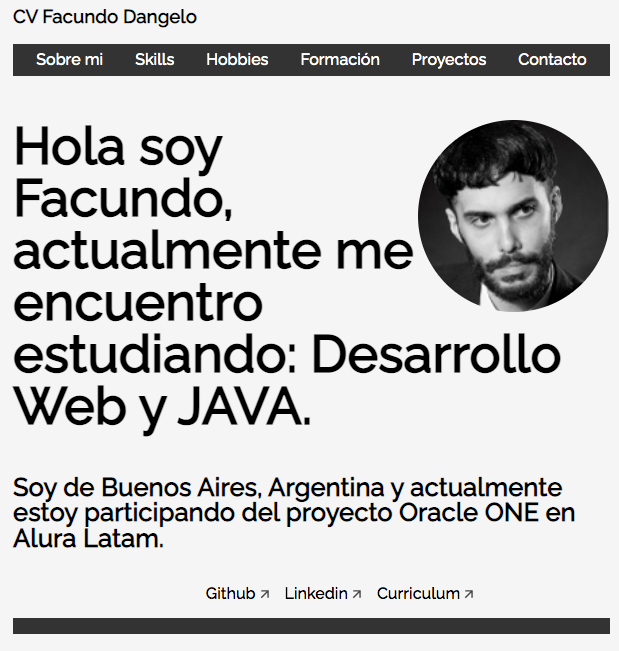 CV Facundo Dangelo
Sobre mi Skills Hobbies Formación Proyectos Contacto
Hola soy
Facundo,
actualmente me
encuentro
estudiando: Desarrollo
Web y JAVA.
Soy de Buenos Aires, Argentina y actualmente
estoy participando del proyecto Oracle ONE en
Alura Latam.
Github Linkedin Curriculum